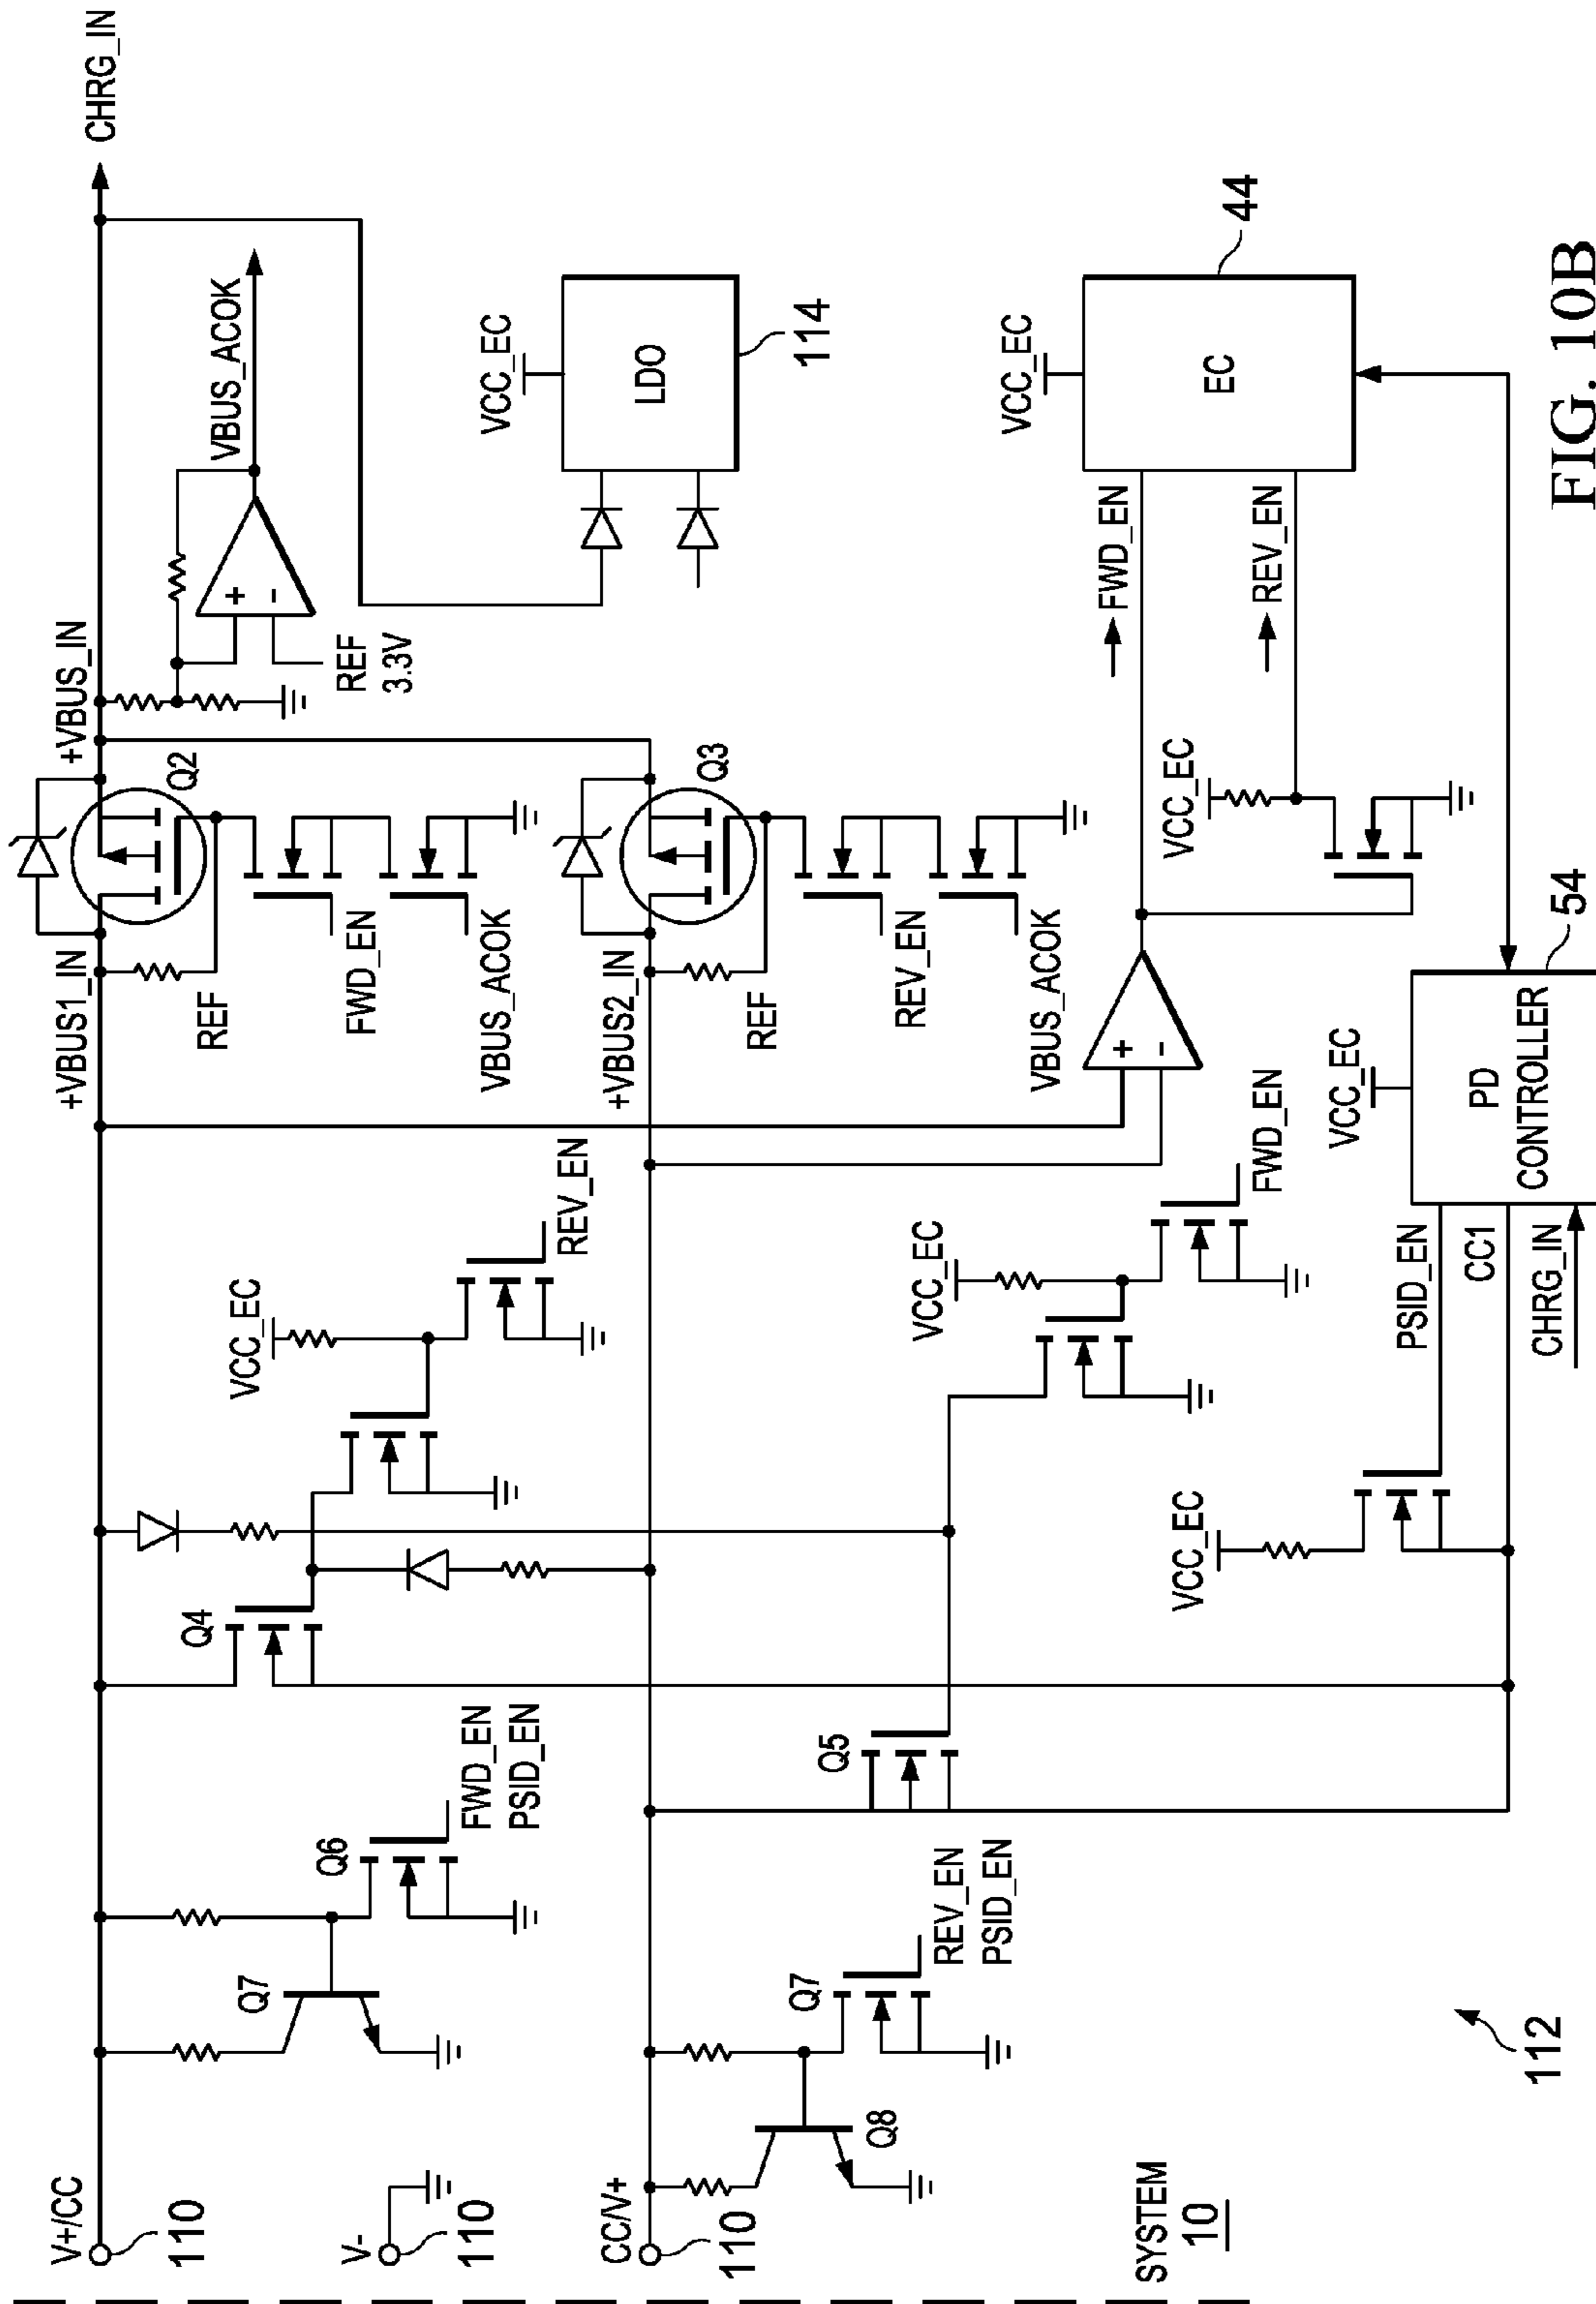 V+/CC
110
V-
110
CC/V+
110
SYSTEM
10
112
Q7
Q6
FWD_EN
PSID_EN
Q8
Q7
REV_EN
PSID_EN
Q4
Q5
VCC_EC
REV_EN
VCC_EC
FWD_EN
VCC_EC
+VBUS1_IN
REF
Q2
+VBUS_IN
FWD_EN
VBUS_ACOK
+VBUS2_IN
REF
Q3
REV_EN
VBUS_ACOK
+
-
REF
3.3V
VBUS_ACOK
CHRG_IN
VCC_EC
LDO
114
+
-
FWD_EN
REV_EN
VCC_EC
VCC_EC
EC
44
VCC_EC
PD
CONTROLLER
54
PSID_EN
CC1
CHRG_IN
FIG. 10B